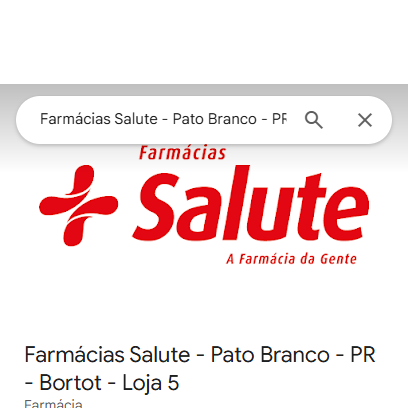 Farmácias Salute - Pato Branco - PR
Farmácias
Salute
A Farmácia da Gente
Farmácias Salute - Pato Branco - PR
- Bortot - Loja 5
Farmácia